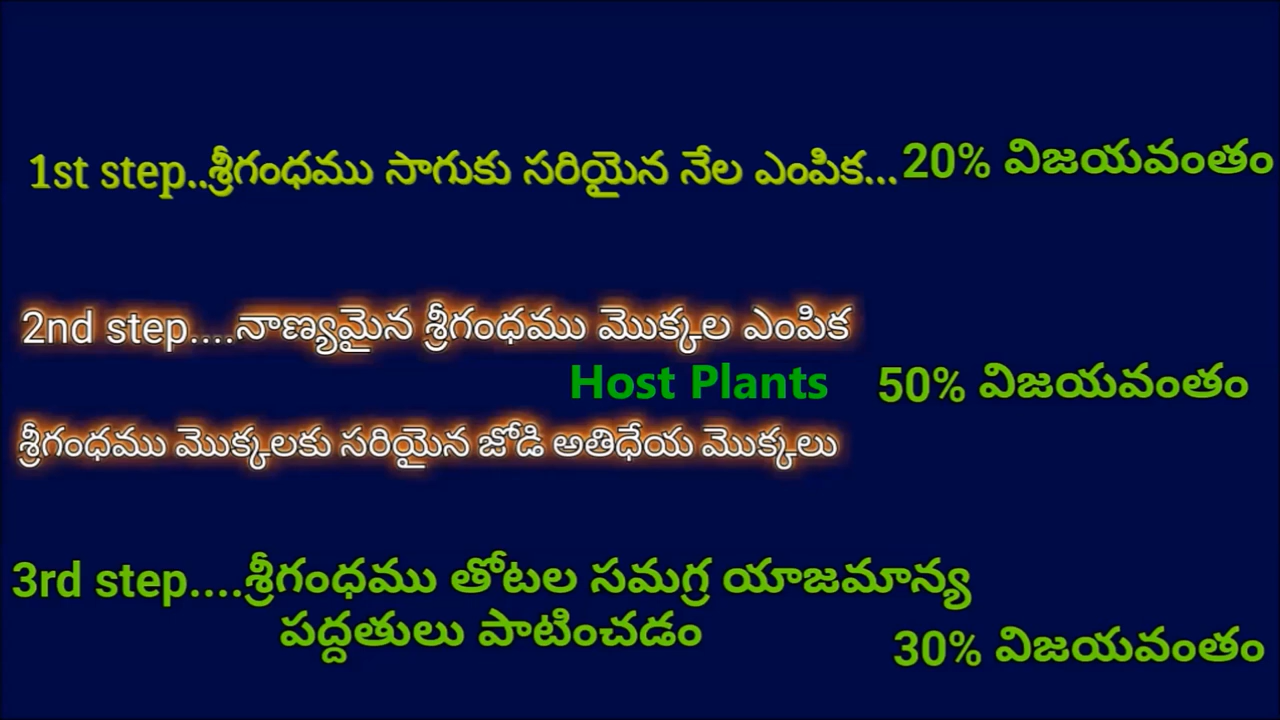 1st step..శ్రీగంధము సాగుకు సరియైన నేల ఎంపిక... 20% విజయవంతం
2nd step....నాణ్యమైన శ్రీగంధము మొక్కల ఎంపిక
Host Plants
50% విజయవంతం
శ్రీగంధము మొక్కలకు సరియైన జోడి అతిధేయ మొక్కలు
3rd step....శ్రీగంధము తోటల సమగ్ర యాజమాన్య
పద్దతులు పాటించడం
30% విజయవంతం